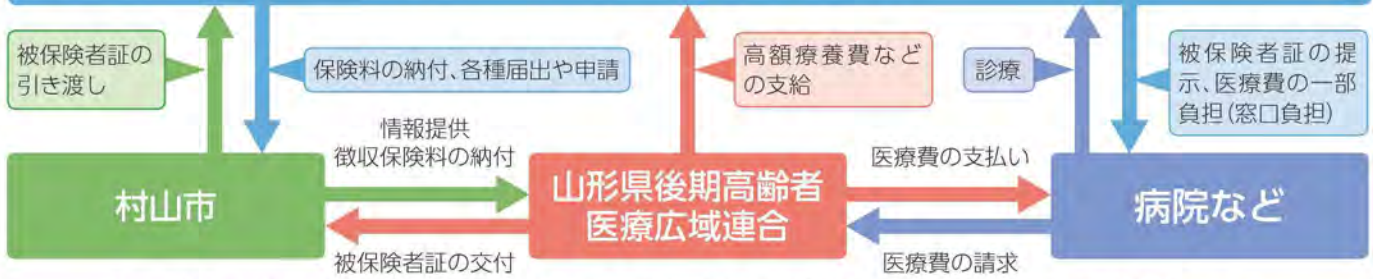 被保険者証の
引き渡し
保険料の納付、各種届出や申請
高額療養費など
の支給
診療
被保険者証の提
示、医療費の一部
負担(窓口負担)
情報提供
徴収保険料の納付
医療費の支払い
村山市
山形県後期高齢者
医療広域連合
病院など
被保険者証の交付
医療費の請求